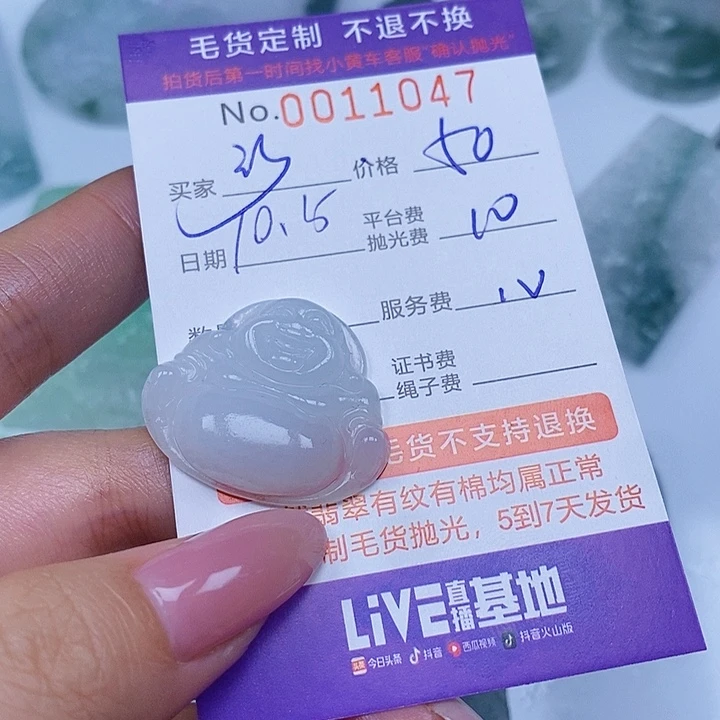 毛货定制 不退不换
拍货后第一时间找小黄车客服“确认抛光”
No.0011047
买家 价格 50
日期 10.5 平台费 抛光费 10
服务费
证书费
绳子费
毛货不支持退换
翡翠有纹有棉均属正常
制毛货抛光，5到7天发货
LiVE直播基地
今日头条 抖音 西瓜视频 抖音火山版